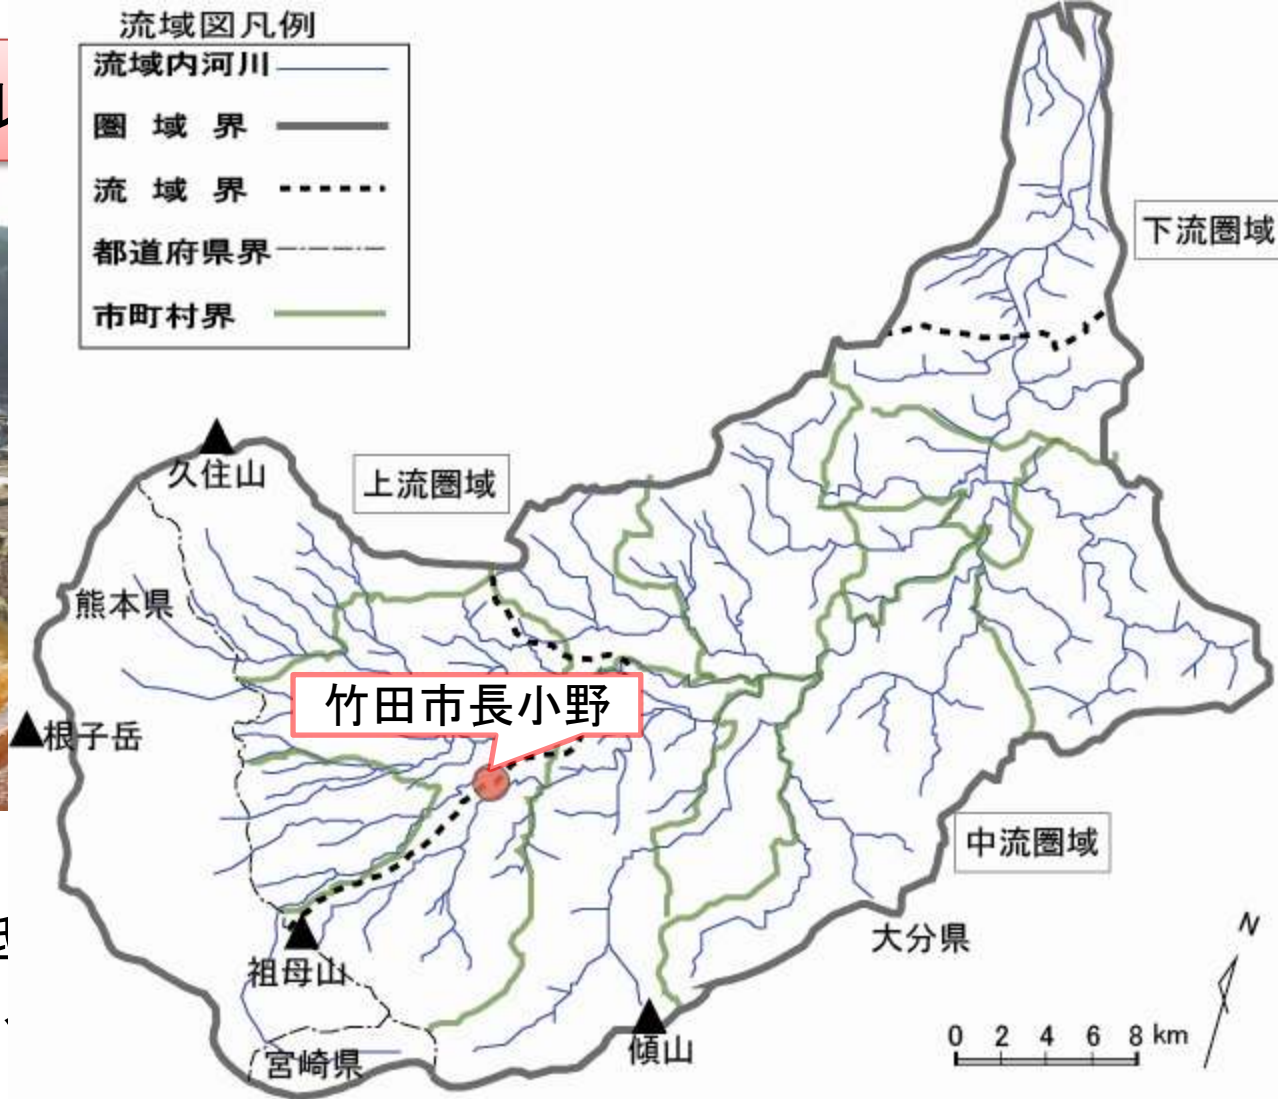 流域図凡例
流域内河川
圏域界
流域界
都道府県界
市町村界
下流圏域
久住山
上流圏域
熊本県
竹田市長小野
根子岳
中流圏域
大分県
N
祖母山
0 2 4 6 8 km
傾山
宮崎県